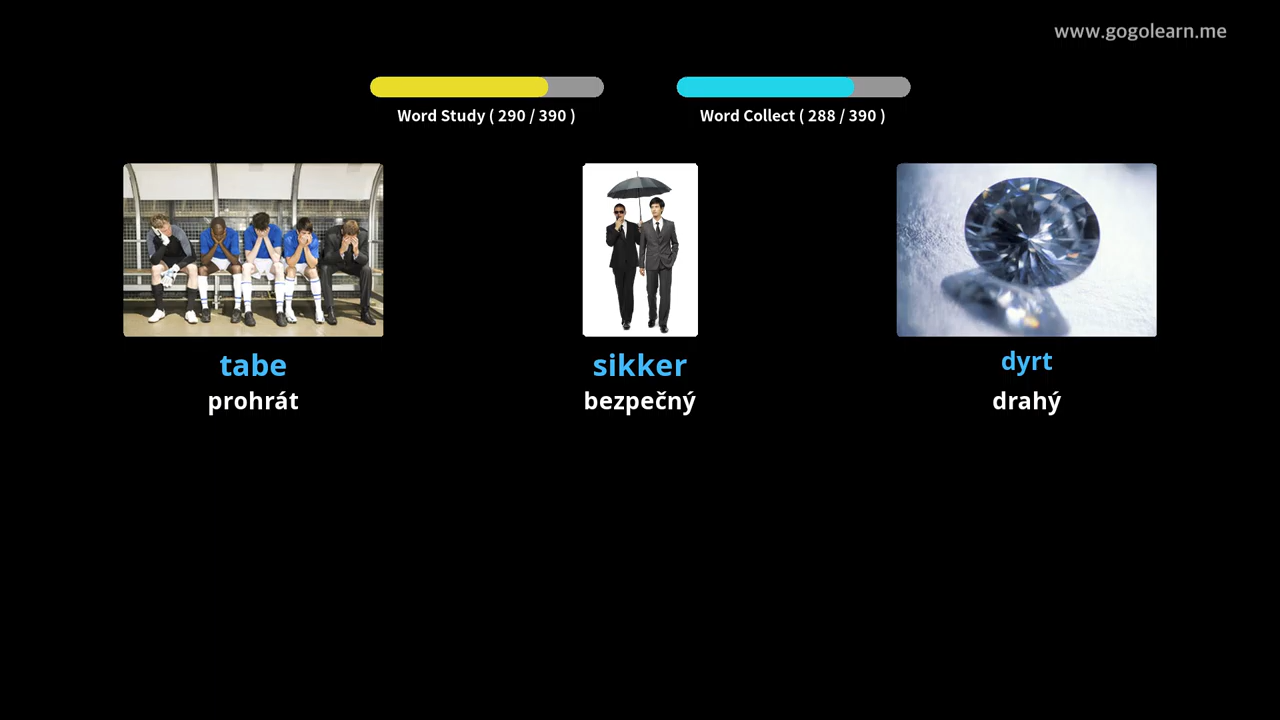 www.gogolearn.me
Word Study ( 290 / 390 )
Word Collect ( 288 / 390 )
tabe
prohrát
sikker
bezpečný
dyrt
drahý